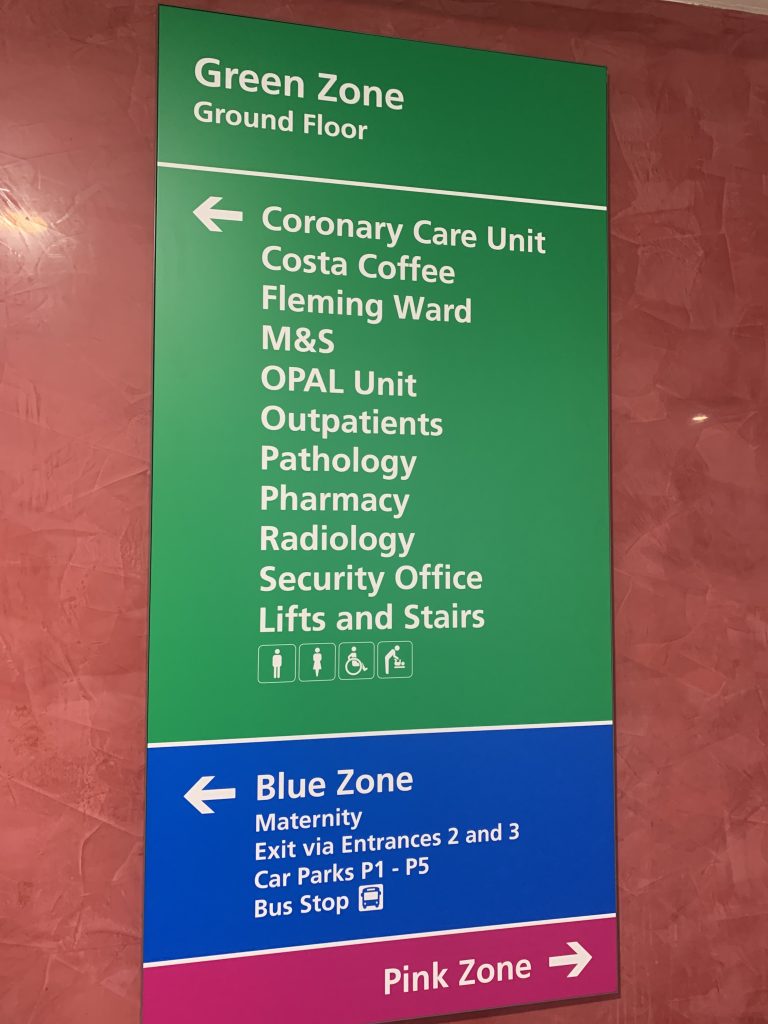 Green Zone
Ground Floor
Coronary Care Unit
Costa Coffee
Fleming Ward
M&S
OPAL Unit
Outpatients
Pathology
Pharmacy
Radiology
Security Office
Lifts and Stairs
Blue Zone
Maternity
Exit via Entrances 2 and 3
Car Parks P1 - P5
Bus Stop
Pink Zone